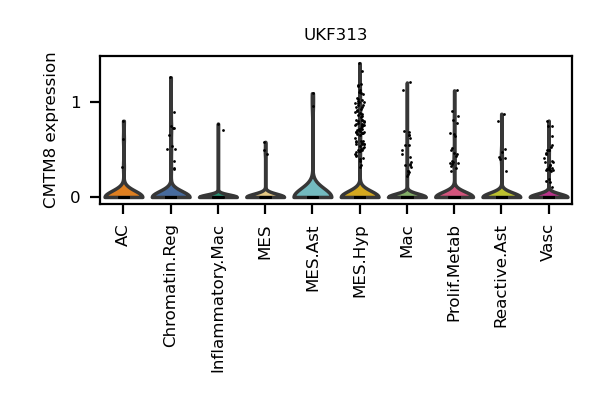 UKF313
CMTM8 expression
1
0
AC
Chromatin.Reg
Inflammatory.Mac
MES
MES.Ast
MES.Hyp
Mac
Prolif.Metab
Reactive.Ast
Vasc